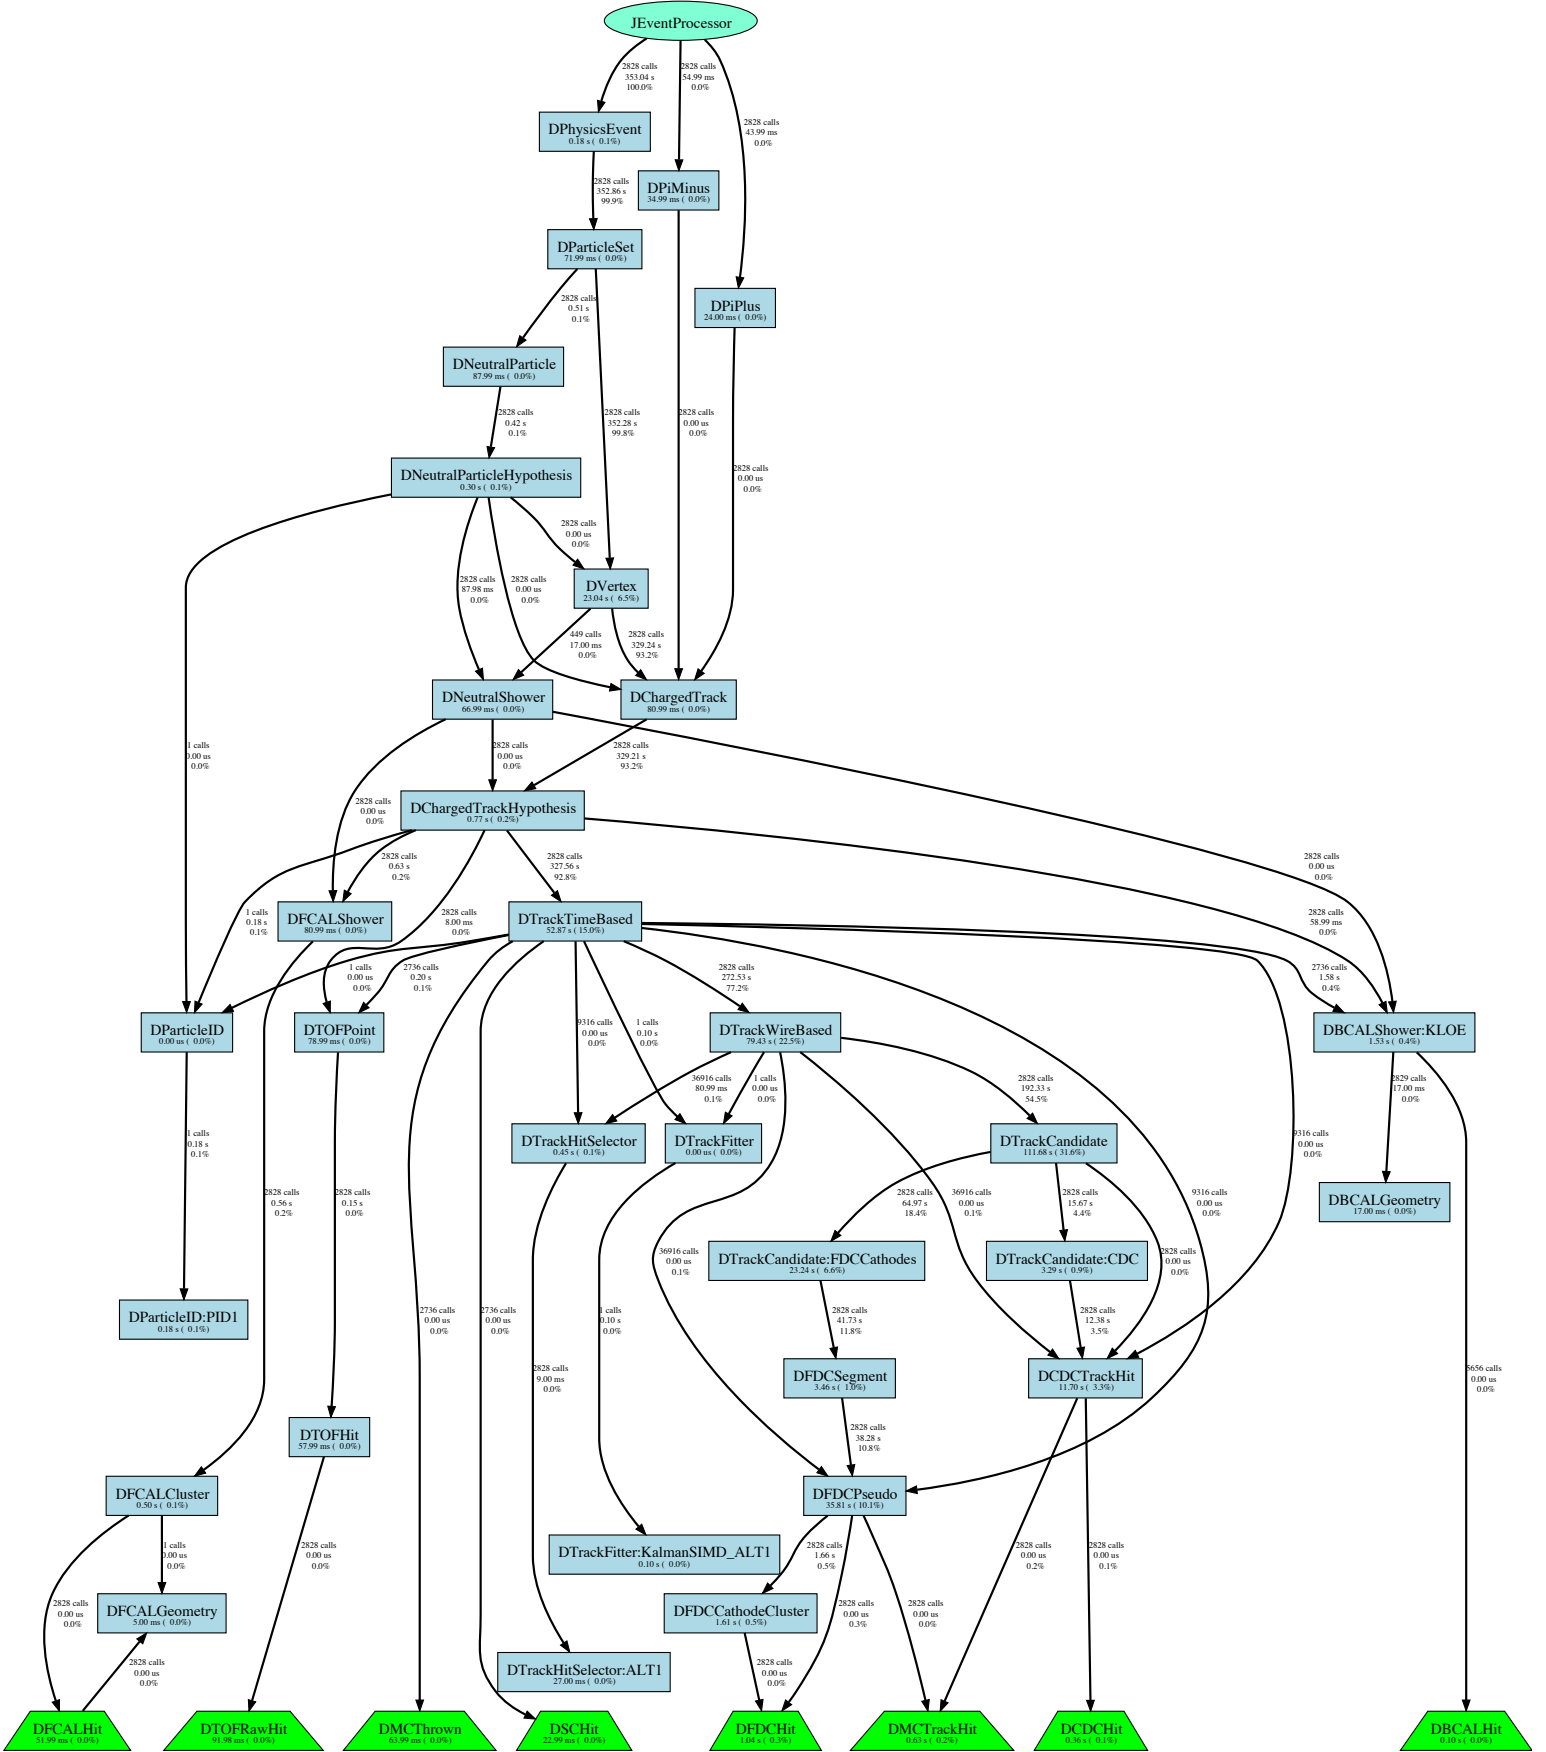 JEventProcessor
2828 calls
353.04 s
100.0%
2828 calls
54.99 ms
0.0%
2828 calls
43.99 ms
0.0%
DPhysicsEvent
0.18 s ( 0.1%)
2828 calls
352.86 s
99.9%
DPiMinus
34.99 ms ( 0.0%)
DParticleSet
71.99 ms ( 0.0%)
2828 calls
0.51 s
0.1%
DPiPlus
24.00 ms ( 0.0%)
DNeutralParticle
87.99 ms ( 0.0%)
2828 calls
0.42 s
0.1%
2828 calls
352.28 s
99.8%
2828 calls
0.00 us
0.0%
2828 calls
0.00 us
0.0%
DNeutralParticleHypothesis
0.30 s ( 0.1%)
2828 calls
0.00 us
0.0%
2828 calls
87.98 ms
0.0%
2828 calls
0.00 us
0.0%
DVertex
23.04 s ( 6.5%)
449 calls
17.00 ms
0.0%
2828 calls
329.24 s
93.2%
DNeutralShower
66.99 ms ( 0.0%)
DChargedTrack
80.99 ms ( 0.0%)
1 calls
0.00 us
0.0%
2828 calls
0.00 us
0.0%
2828 calls
329.21 s
93.2%
2828 calls
0.00 us
0.0%
DChargedTrackHypothesis
0.77 s ( 0.2%)
2828 calls
0.63 s
0.2%
2828 calls
327.56 s
92.8%
2828 calls
0.00 us
0.0%
1 calls
0.18 s
0.1%
DFCALShower
80.99 ms ( 0.0%)
2828 calls
8.00 ms
0.0%
DTrackTimeBased
52.87 s ( 15.0%)
2828 calls
58.99 ms
0.0%
1 calls
0.00 us
0.0%
2736 calls
0.20 s
0.1%
2828 calls
272.53 s
77.2%
2736 calls
1.58 s
0.4%
DParticleID
0.00 us ( 0.0%)
DTOFPoint
78.99 ms ( 0.0%)
9316 calls
0.00 us
0.0%
1 calls
0.10 s
0.0%
DTrackWireBased
79.43 s ( 22.5%)
DBCALShower:KLOE
1.53 s ( 0.4%)
36916 calls
80.99 ms
0.1%
1 calls
0.00 us
0.0%
2828 calls
192.33 s
54.5%
2829 calls
17.00 ms
0.0%
1 calls
0.18 s
0.1%
DTrackHitSelector
0.45 s ( 0.1%)
DTrackFitter
0.00 us ( 0.0%)
DTrackCandidate
111.68 s ( 31.6%)
9316 calls
0.00 us
0.0%
2828 calls
0.56 s
0.2%
2828 calls
0.15 s
0.0%
2828 calls
64.97 s
18.4%
36916 calls
0.00 us
0.1%
2828 calls
15.67 s
4.4%
9316 calls
0.00 us
0.0%
DBCALGeometry
17.00 ms ( 0.0%)
36916 calls
0.00 us
0.1%
DTrackCandidate:FDCCathodes
23.24 s ( 6.6%)
DTrackCandidate:CDC
3.29 s ( 0.9%)
2828 calls
0.00 us
0.0%
DParticleID:PID1
0.18 s ( 0.1%)
2736 calls
0.00 us
0.0%
2736 calls
0.00 us
0.0%
1 calls
0.10 s
0.0%
2828 calls
41.73 s
11.8%
2828 calls
12.38 s
3.5%
2828 calls
9.00 ms
0.0%
DFDCSegment
3.46 s ( 1.0%)
DCDCTrackHit
11.70 s ( 3.3%)
5656 calls
0.00 us
0.0%
DTOFHit
57.99 ms ( 0.0%)
2828 calls
38.28 s
10.8%
DFCALCluster
0.50 s ( 0.1%)
DFDCPseudo
35.81 s ( 10.1%)
1 calls
0.00 us
0.0%
2828 calls
0.00 us
0.0%
DTrackFitter:KalmanSIMD_ALT1
0.10 s ( 0.0%)
2828 calls
1.66 s
0.5%
2828 calls
0.00 us
0.2%
2828 calls
0.00 us
0.1%
2828 calls
0.00 us
0.0%
DFCALGeometry
5.00 ms ( 0.0%)
DFDCCathodeCluster
1.61 s ( 0.5%)
2828 calls
0.00 us
0.3%
2828 calls
0.00 us
0.0%
2828 calls
0.00 us
0.0%
DTrackHitSelector:ALT1
27.00 ms ( 0.0%)
2828 calls
0.00 us
0.0%
DFCALHit
51.99 ms ( 0.0%)
DTOFRawHit
91.98 ms ( 0.0%)
DMCThrown
63.99 ms ( 0.0%)
DSCHit
22.99 ms ( 0.0%)
DFDCHit
1.04 s ( 0.3%)
DMCTrackHit
0.63 s ( 0.2%)
DCDCHit
0.36 s ( 0.1%)
DBCALHit
0.10 s ( 0.0%)